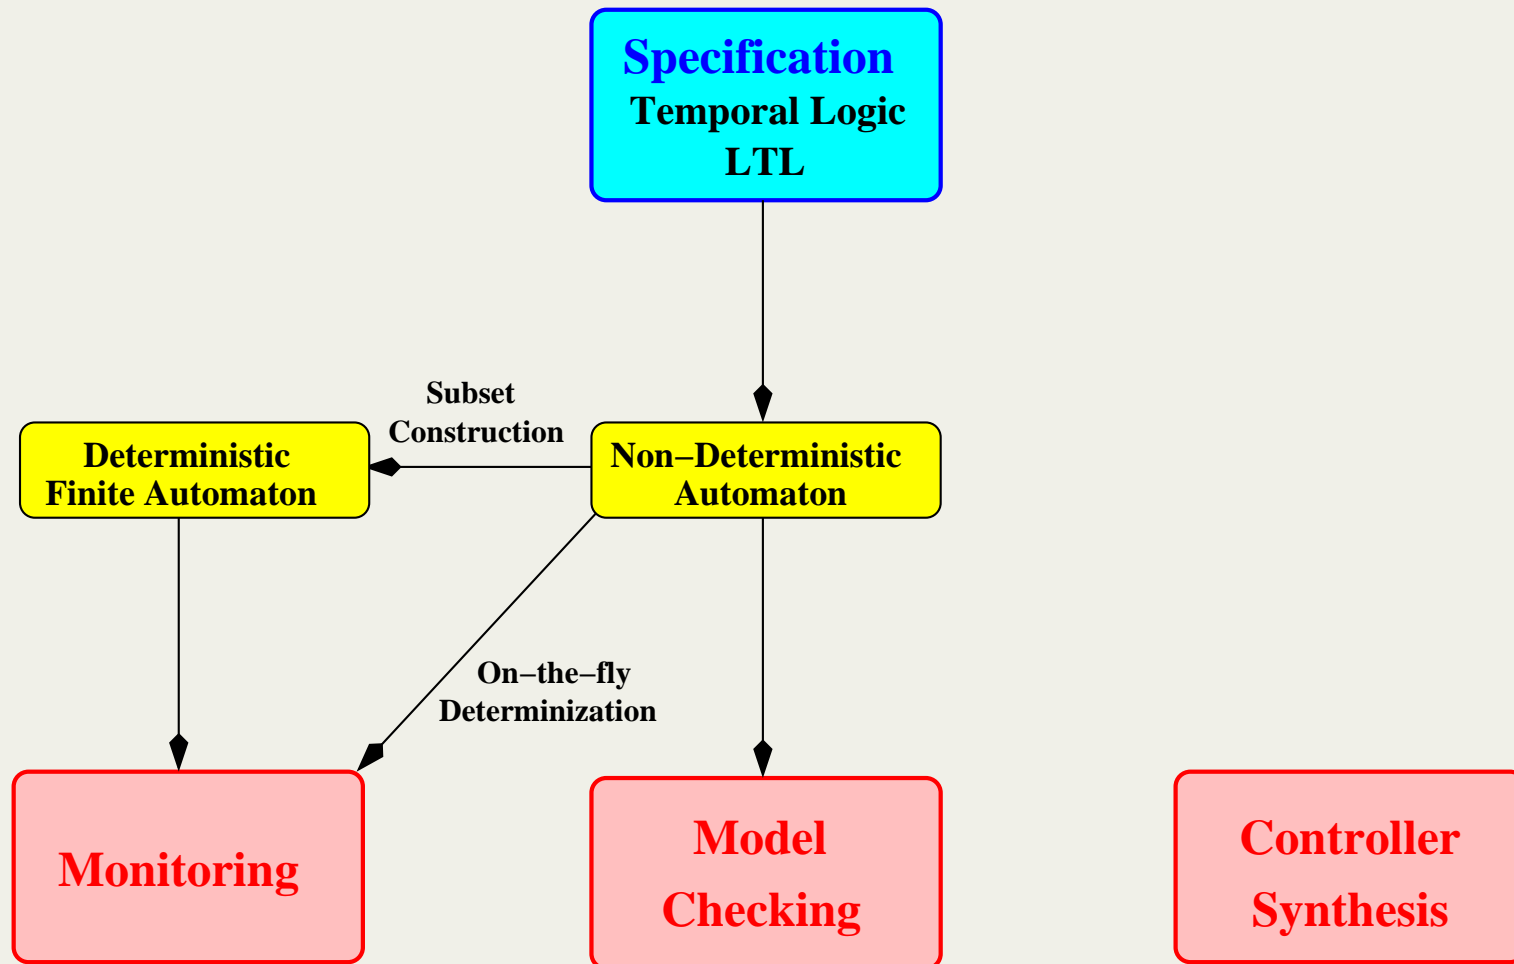 Specification
Temporal Logic
LTL
Subset
Construction
Deterministic
Finite Automaton
Non−Deterministic
Automaton
On−the−fly
Determinization
Monitoring
Model
Checking
Controller
Synthesis